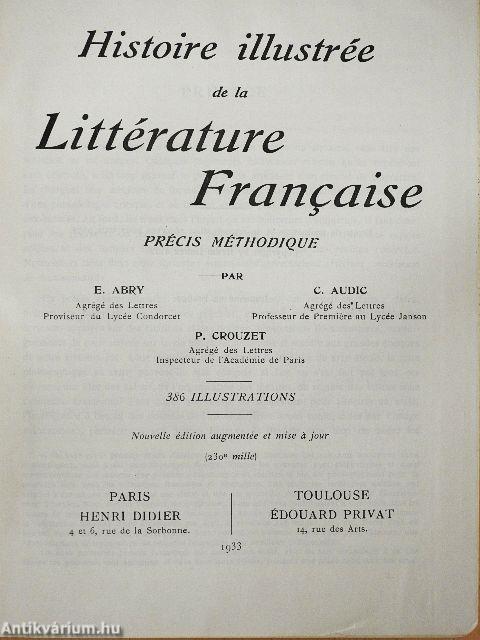 Histoire illustrée
de la
Littérature
Française
PRÉCIS MÉTHODIQUE
PAR
E. ABRY
Agrégé des Lettres
Proviseur du Lycée Condorcet
C. AUDIC
Agrégé des Lettres
Professeur de Première au Lycée Janson
P. CROUZET
Agrégé des Lettres
Inspecteur de l'Académie de Paris
386 ILLUSTRATIONS
Nouvelle édition augmentée et mise à jour
(230e mille)
PARIS
HENRI DIDIER
4 et 6, rue de la Sorbonne.
TOULOUSE
ÉDOUARD PRIVAT
14, rue des Arts.
1933
Antikvárium.hu